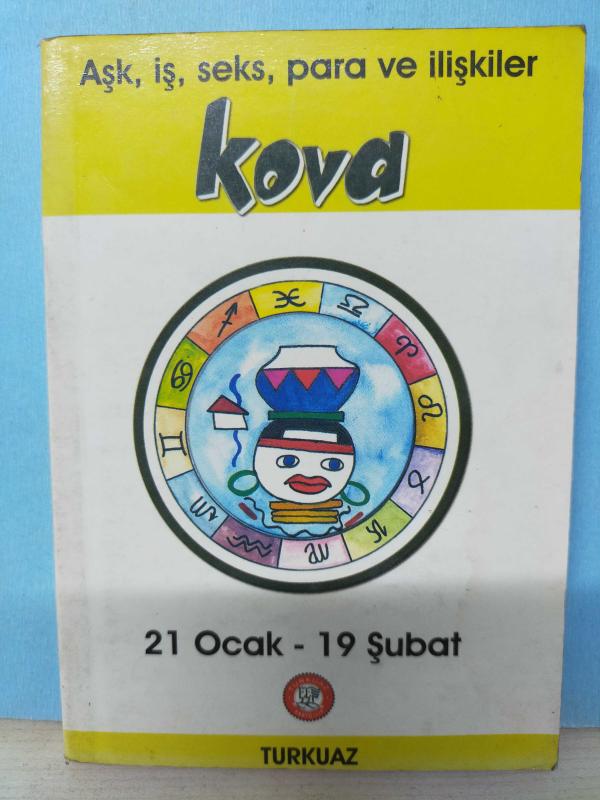 Aşk, iş, seks, para ve ilişkiler
kova
21 Ocak - 19 Şubat
TURKUAZ